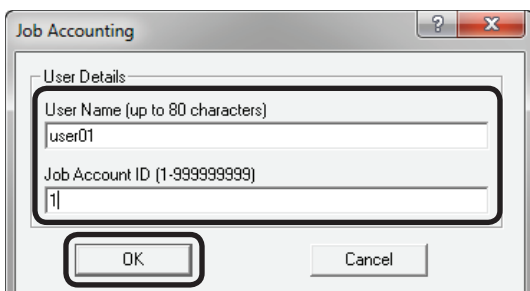 Job Accounting
User Details
User Name (up to 80 characters)
user01
Job Account ID (1-999999999)
1
OK Cancel